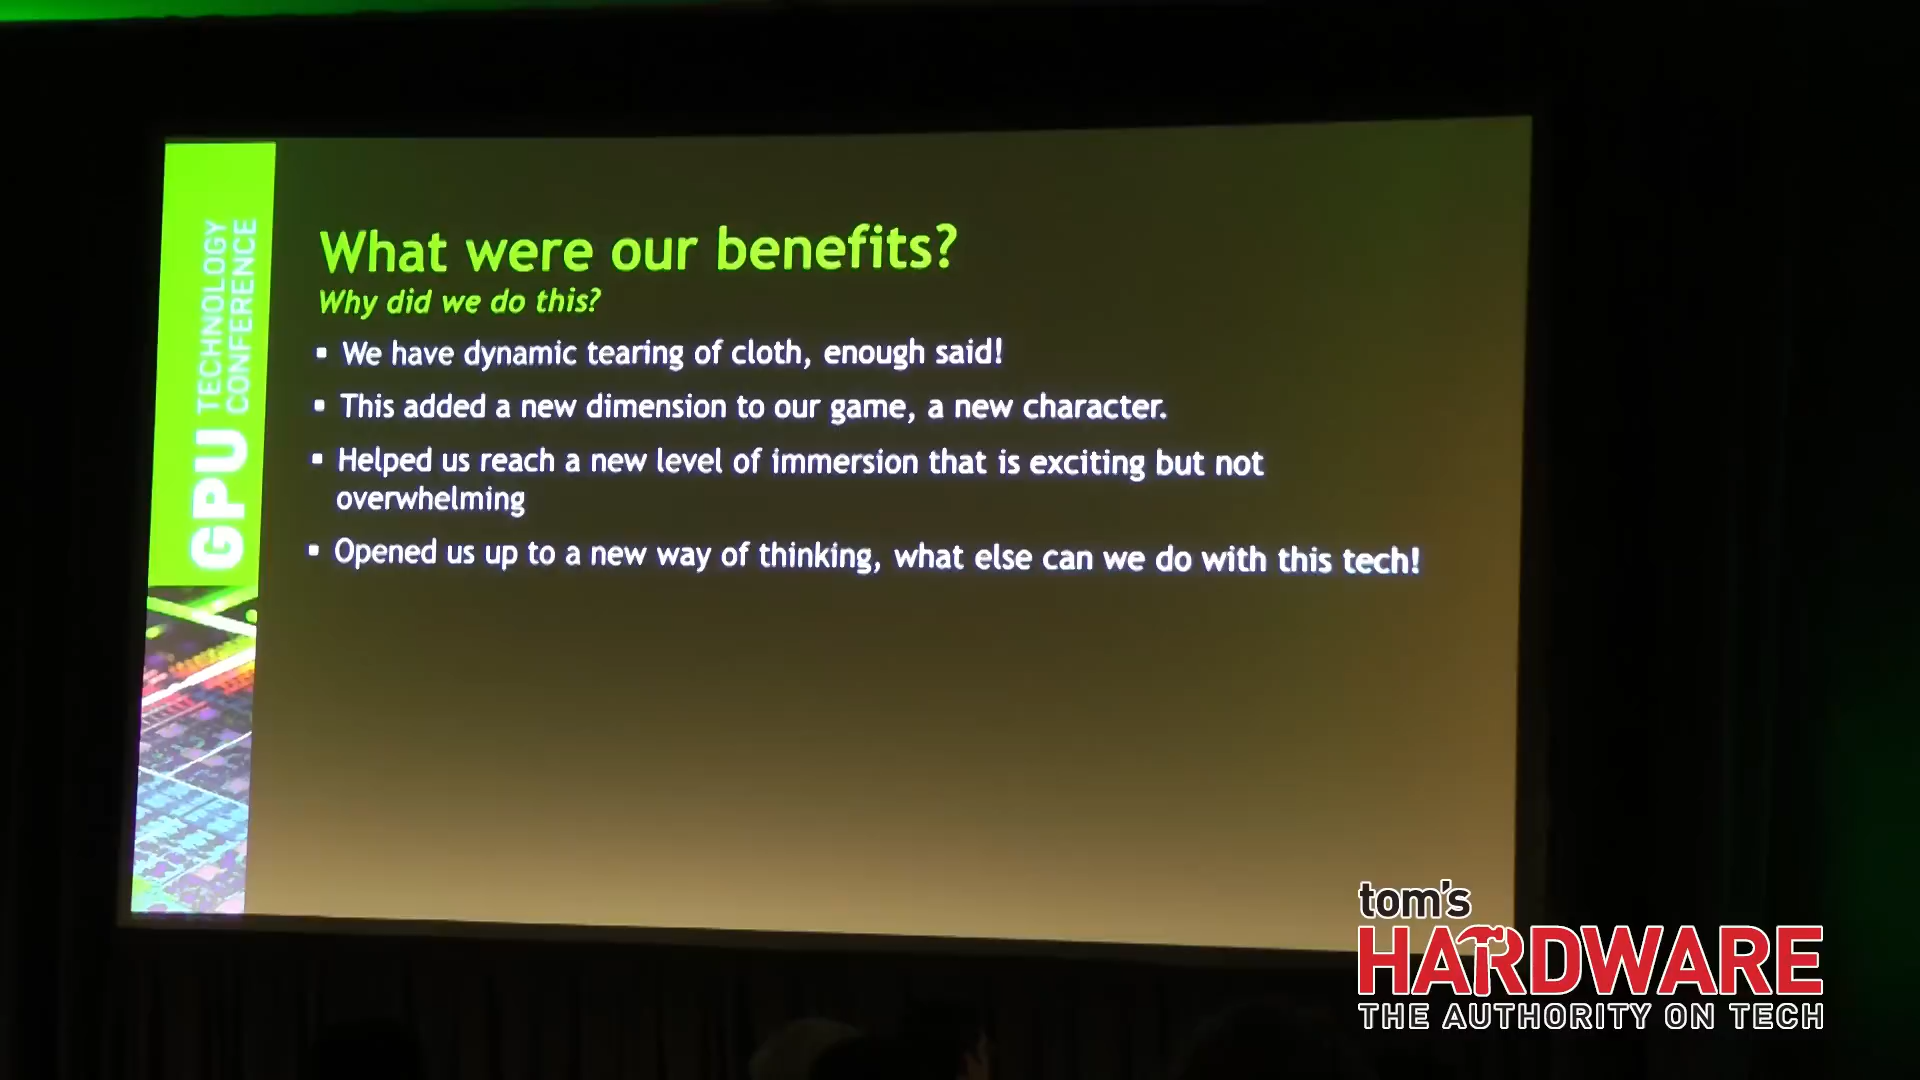 GPU TECHNOLOGY
CONFERENCE
What were our benefits?
Why did we do this?
▪ We have dynamic tearing of cloth, enough said!
▪ This added a new dimension to our game, a new character.
▪ Helped us reach a new level of immersion that is exciting but not
overwhelming
▪ Opened us up to a new way of thinking, what else can we do with this tech!
tom's
HARDWARE
THE AUTHORITY ON TECH